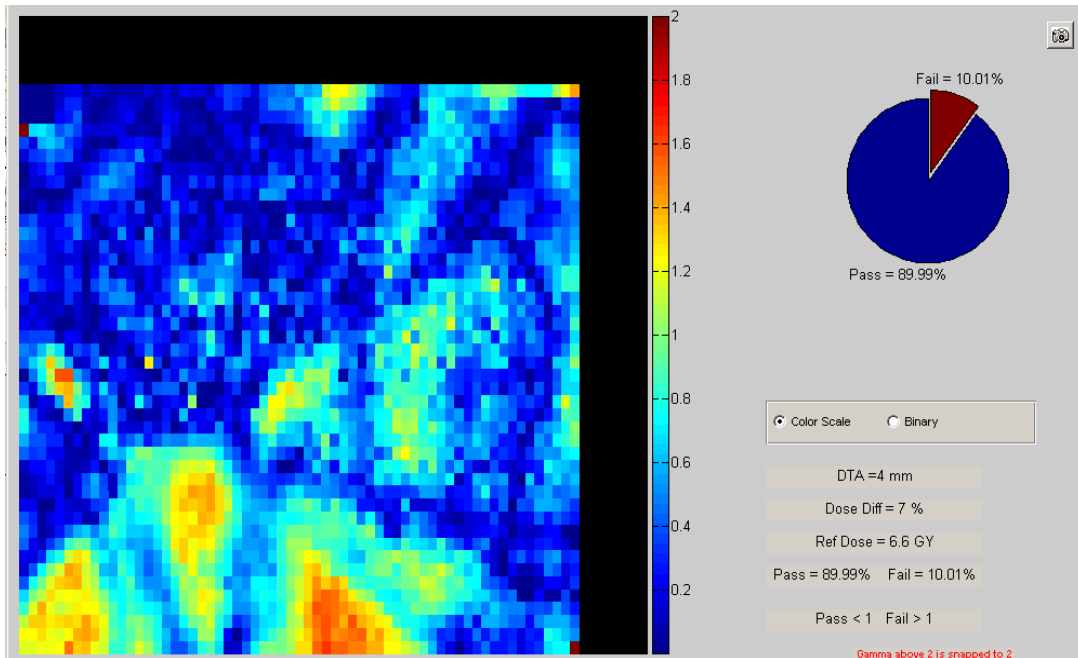 2
1.8
1.6
1.4
1.2
1
0.8
0.6
0.4
0.2
Fail = 10.01%
Pass = 89.99%
Color Scale
Binary
DTA =4 mm
Dose Diff = 7 %
Ref Dose = 6.6 GY
Pass = 89.99% Fail = 10.01%
Pass < 1 Fail > 1
Gamma above 2 is snapped to 2